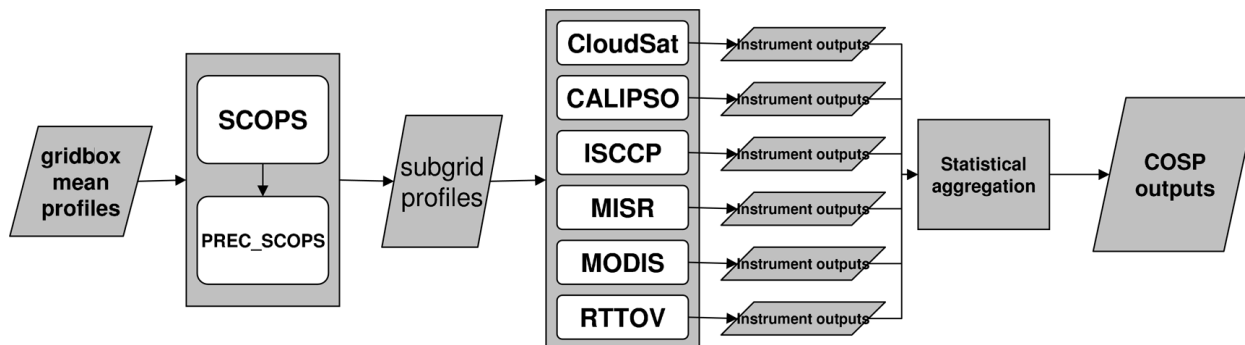 gridbox
mean
profiles
SCOPS
PREC_SCOPS
subgrid
profiles
CloudSat
CALIPSO
ISCCP
MISR
MODIS
RTTOV
Instrument outputs
Instrument outputs
Instrument outputs
Instrument outputs
Instrument outputs
Instrument outputs
Statistical
aggregation
COSP
outputs